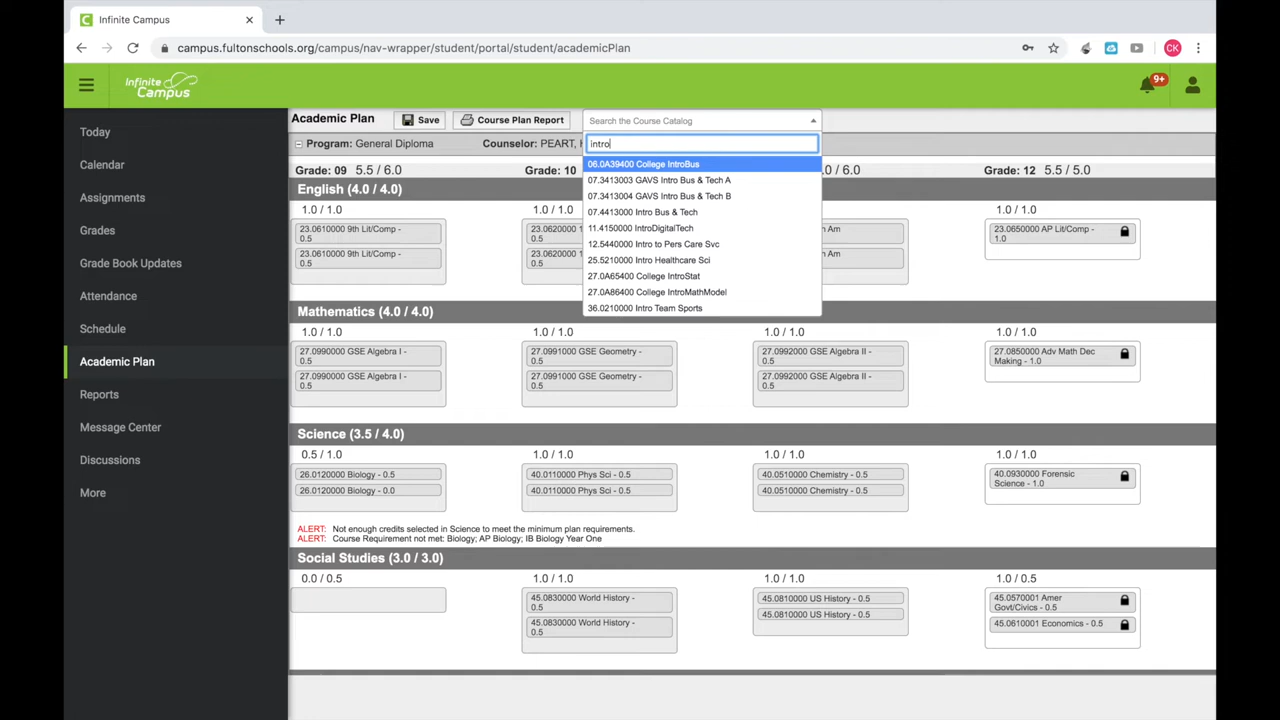 Infinite Campus
campus.fultonschools.org/campus/nav-wrapper/student/portal/student/academicPlan
CK
Infinite
Campus
9+
Today
Calendar
Assignments
Grades
Grade Book Updates
Attendance
Schedule
Academic Plan
Reports
Message Center
Discussions
More
Academic Plan
Save
Course Plan Report
Search the Course Catalog
intro
06.0A39400 College IntroBus
07.3413003 GAVS Intro Bus & Tech A
07.3413004 GAVS Intro Bus & Tech B
07.4413000 Intro Bus & Tech
11.4150000 IntroDigitalTech
12.5440000 Intro to Pers Care Svc
25.5210000 Intro Healthcare Sci
27.0A65400 College IntroStat
27.0A86400 College IntroMathModel
36.0210000 Intro Team Sports
Program: General Diploma
Counselor: PEART,
Grade: 09 5.5 / 6.0
Grade: 10
/ 6.0
Grade: 12 5.5 / 5.0
English (4.0 / 4.0)
1.0 / 1.0
23.0610000 9th Lit/Comp -
0.5
23.0610000 9th Lit/Comp -
0.5
1.0 / 1.0
23.0620000 1
0.5
23.0620000 1
0.5
Am
Am
1.0 / 1.0
23.0650000 AP Lit/Comp -
1.0
Mathematics (4.0 / 4.0)
1.0 / 1.0
27.0990000 GSE Algebra I -
0.5
27.0990000 GSE Algebra I -
0.5
1.0 / 1.0
27.0991000 GSE Geometry -
0.5
27.0991000 GSE Geometry -
0.5
1.0 / 1.0
27.0992000 GSE Algebra II -
0.5
27.0992000 GSE Algebra II -
0.5
1.0 / 1.0
27.0850000 Adv Math Dec
Making - 1.0
Science (3.5 / 4.0)
0.5 / 1.0
26.0120000 Biology - 0.5
26.0120000 Biology - 0.0
1.0 / 1.0
40.0110000 Phys Sci - 0.5
40.0110000 Phys Sci - 0.5
1.0 / 1.0
40.0510000 Chemistry - 0.5
40.0510000 Chemistry - 0.5
1.0 / 1.0
40.0930000 Forensic
Science - 1.0
ALERT: Not enough credits selected in Science to meet the minimum plan requirements.
ALERT: Course Requirement not met: Biology; AP Biology; IB Biology Year One
Social Studies (3.0 / 3.0)
0.0 / 0.5
1.0 / 1.0
45.0830000 World History -
0.5
45.0830000 World History -
0.5
1.0 / 1.0
45.0810000 US History - 0.5
45.0810000 US History - 0.5
1.0 / 0.5
45.0570001 Amer
Govt/Civics - 0.5
45.0610001 Economics - 0.5